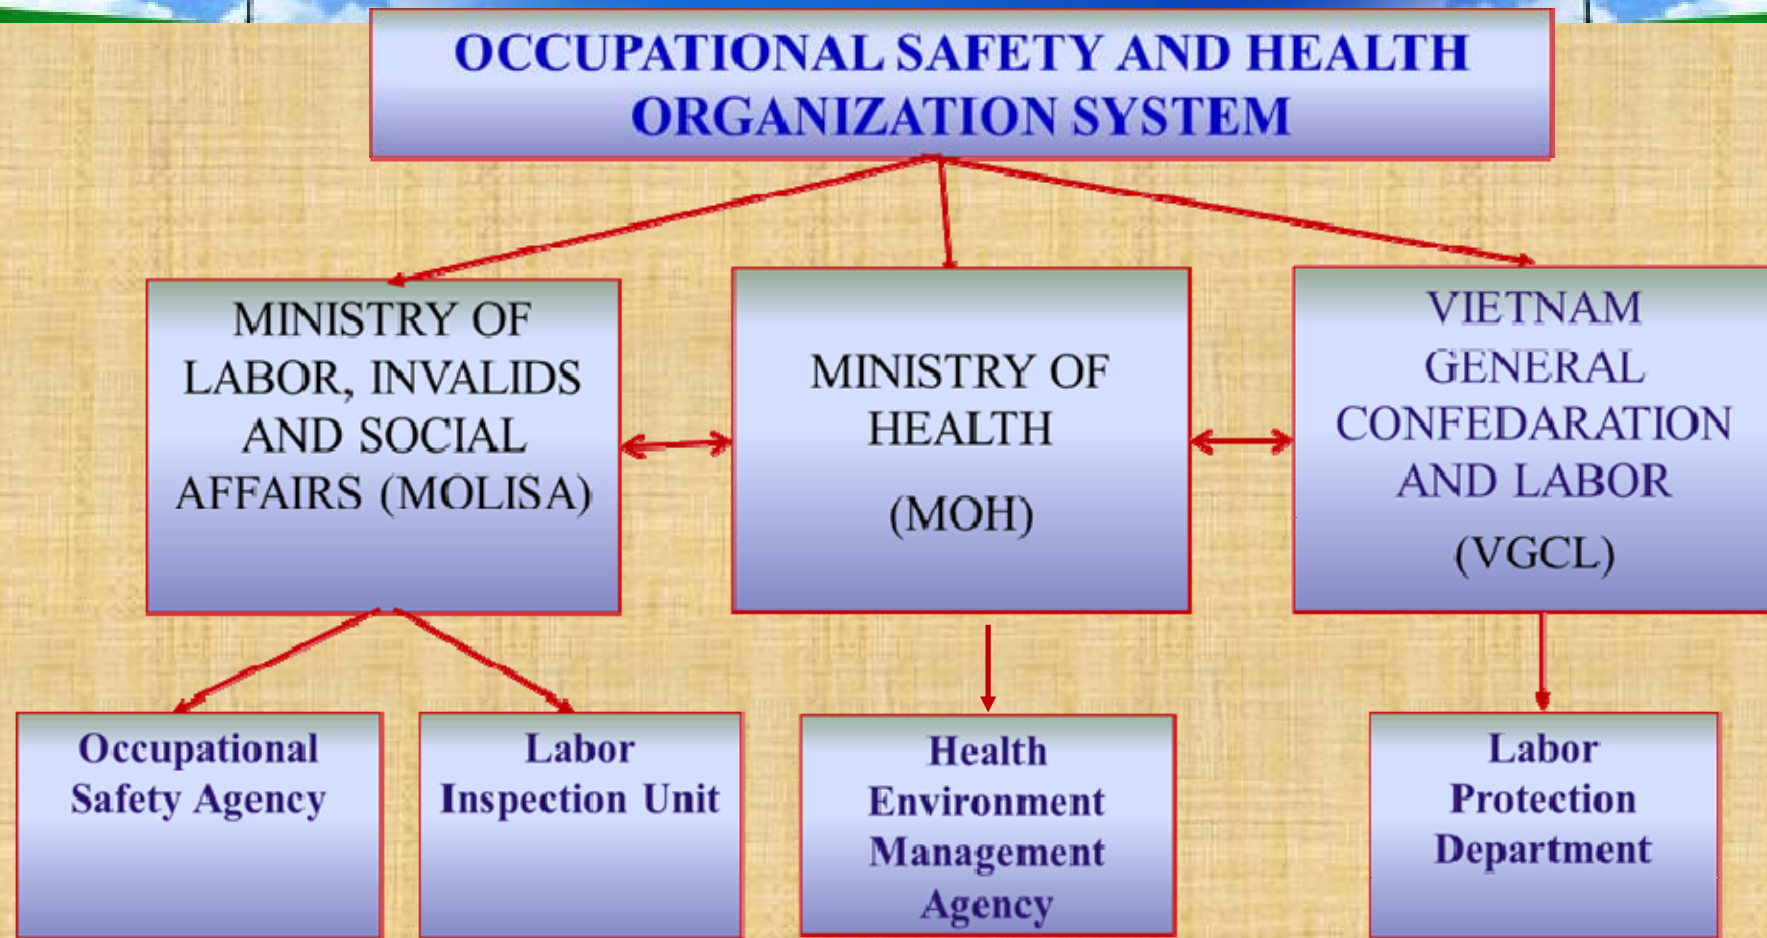 OCCUPATIONAL SAFETY AND HEALTH
ORGANIZATION SYSTEM
MINISTRY OF
LABOR, INVALIDS
AND SOCIAL
AFFAIRS (MOLISA)
MINISTRY OF
HEALTH
(MOH)
VIETNAM
GENERAL
CONFEDARATION
AND LABOR
(VGCL)
Occupational
Safety Agency
Labor
Inspection Unit
Health
Environment
Management
Agency
Labor
Protection
Department